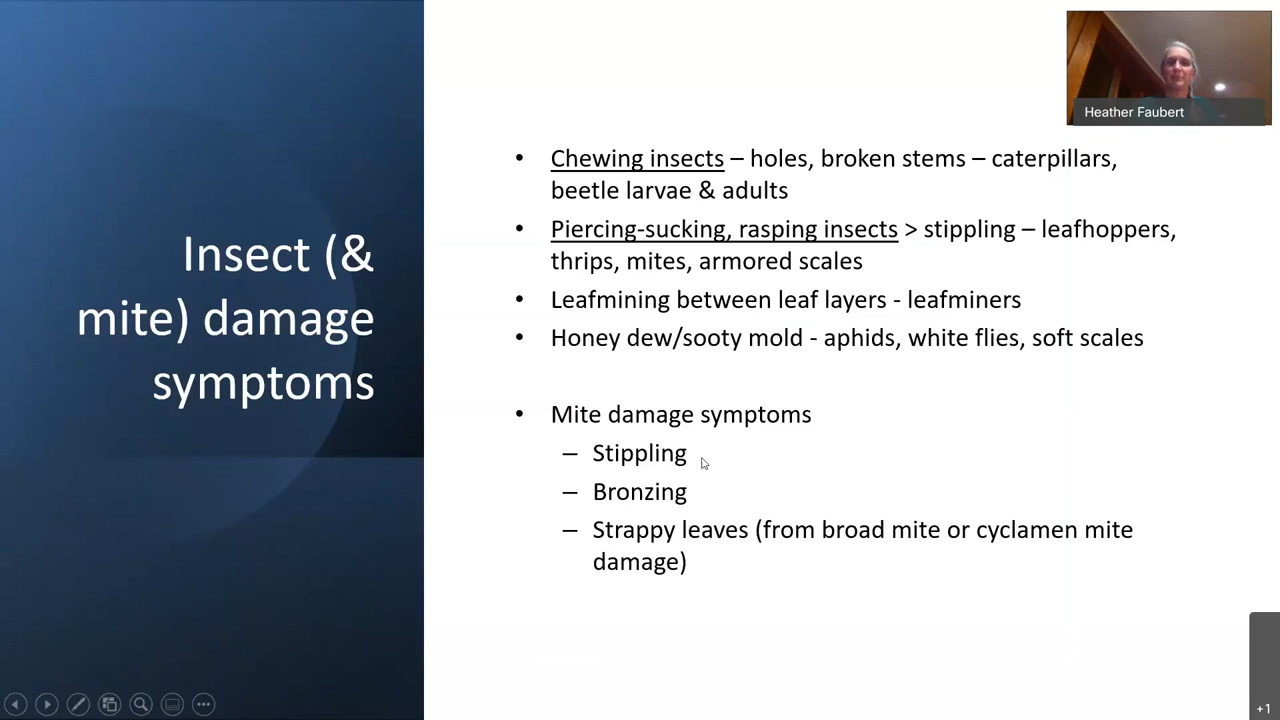 Insect (&
mite) damage
symptoms
Heather Faubert
• Chewing insects – holes, broken stems – caterpillars,
beetle larvae & adults
• Piercing-sucking, rasping insects > stippling – leafhoppers,
thrips, mites, armored scales
• Leafmining between leaf layers - leafminers
• Honey dew/sooty mold - aphids, white flies, soft scales
• Mite damage symptoms
– Stippling
– Bronzing
– Strappy leaves (from broad mite or cyclamen mite
damage)
+1